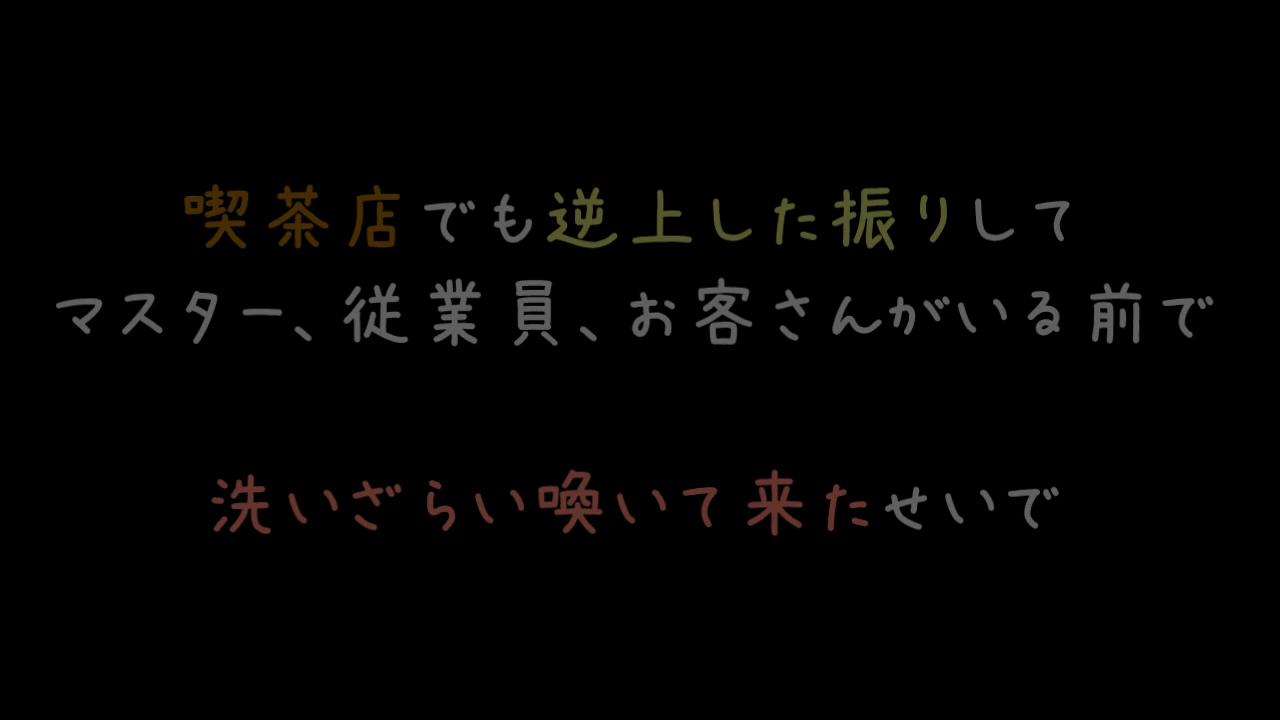 喫茶店でも逆上した振りして
マスター、従業員、お客さんがいる前で
洗いざらい喚いて来たせいで